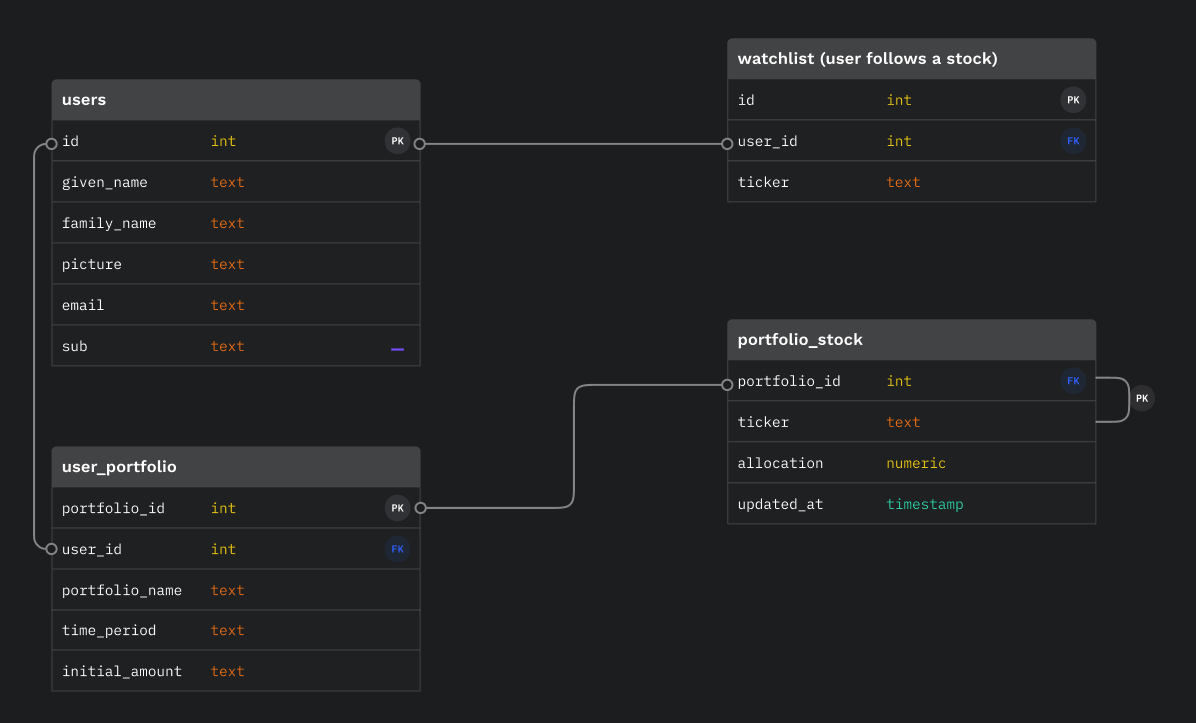 users
id int PK
given_name text
family_name text
picture text
email text
sub text
watchlist (user follows a stock)
id int PK
user_id int FK
ticker text
user_portfolio
portfolio_id int PK
user_id int FK
portfolio_name text
time_period text
initial_amount text
portfolio_stock
portfolio_id int FK
PK
ticker text
allocation numeric
updated_at timestamp